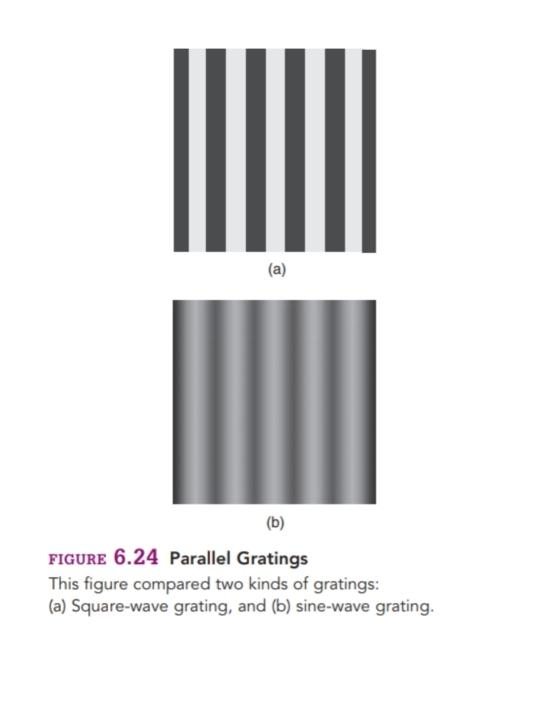 (a)
(b)
FIGURE 6.24 Parallel Gratings
This figure compared two kinds of gratings:
(a) Square-wave grating, and (b) sine-wave grating.